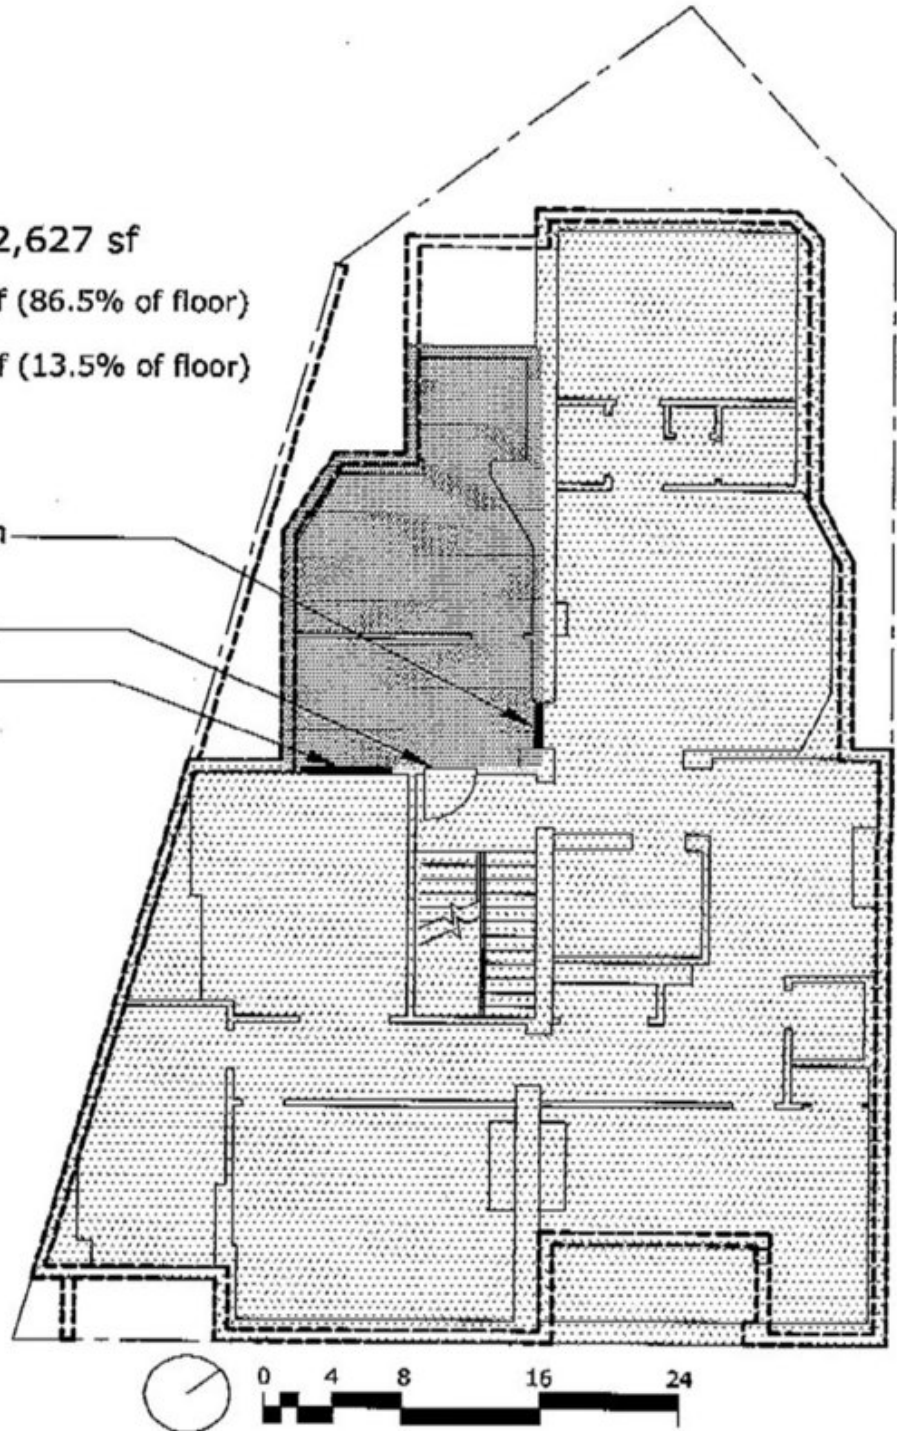 2,627 sf
f (86.5% of floor)
f (13.5% of floor)
n
0 4 8 16 24